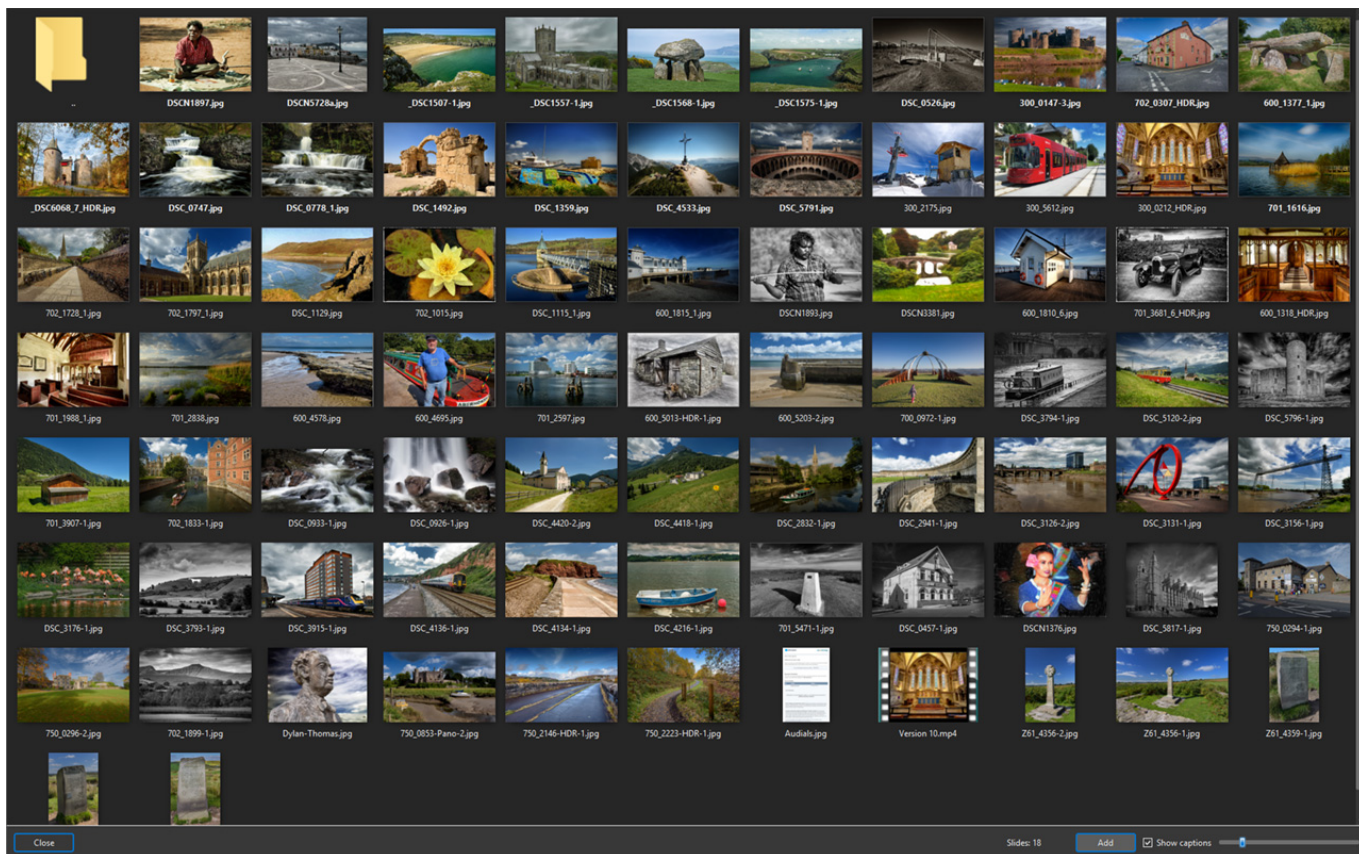 ..
DSCN1897.jpg
DSCN5728a.jpg
_DSC1507-1.jpg
_DSC1557-1.jpg
_DSC1568-1.jpg
_DSC1575-1.jpg
DSC_0526.jpg
300_0147-3.jpg
702_0307_HDR.jpg
600_1377_1.jpg
_DSC6068_7_HDR.jpg
DSC_0747.jpg
DSC_0778_1.jpg
DSC_1492.jpg
DSC_1359.jpg
DSC_4533.jpg
DSC_5791.jpg
300_2175.jpg
300_5612.jpg
300_0212_HDR.jpg
701_1616.jpg
702_1728_1.jpg
702_1797_1.jpg
DSC_1129.jpg
702_1015.jpg
DSC_1115_1.jpg
600_1815_1.jpg
DSCN1893.jpg
DSCN3381.jpg
600_1810_6.jpg
701_3681_6_HDR.jpg
600_1318_HDR.jpg
701_1988_1.jpg
701_2838.jpg
600_4578.jpg
600_4695.jpg
701_2597.jpg
600_5013-HDR-1.jpg
600_5203-2.jpg
700_0972-1.jpg
DSC_3794-1.jpg
DSC_5120-2.jpg
DSC_5796-1.jpg
701_3907-1.jpg
702_1833-1.jpg
DSC_0933-1.jpg
DSC_0926-1.jpg
DSC_4420-2.jpg
DSC_4418-1.jpg
DSC_2832-1.jpg
DSC_2941-1.jpg
DSC_3126-2.jpg
DSC_3131-1.jpg
DSC_3156-1.jpg
DSC_3176-1.jpg
DSC_3793-1.jpg
DSC_3915-1.jpg
DSC_4136-1.jpg
DSC_4134-1.jpg
DSC_4216-1.jpg
701_5471-1.jpg
DSC_0457-1.jpg
DSCN1376.jpg
DSC_5817-1.jpg
750_0294-1.jpg
750_0296-2.jpg
702_1899-1.jpg
Dylan-Thomas.jpg
750_0853-Pano-2.jpg
750_2146-HDR-1.jpg
750_2223-HDR-1.jpg
Audials.jpg
Version 10.mp4
Z61_4356-2.jpg
Z61_4356-1.jpg
Z61_4359-1.jpg
Close
Slides: 18
Add
Show captions